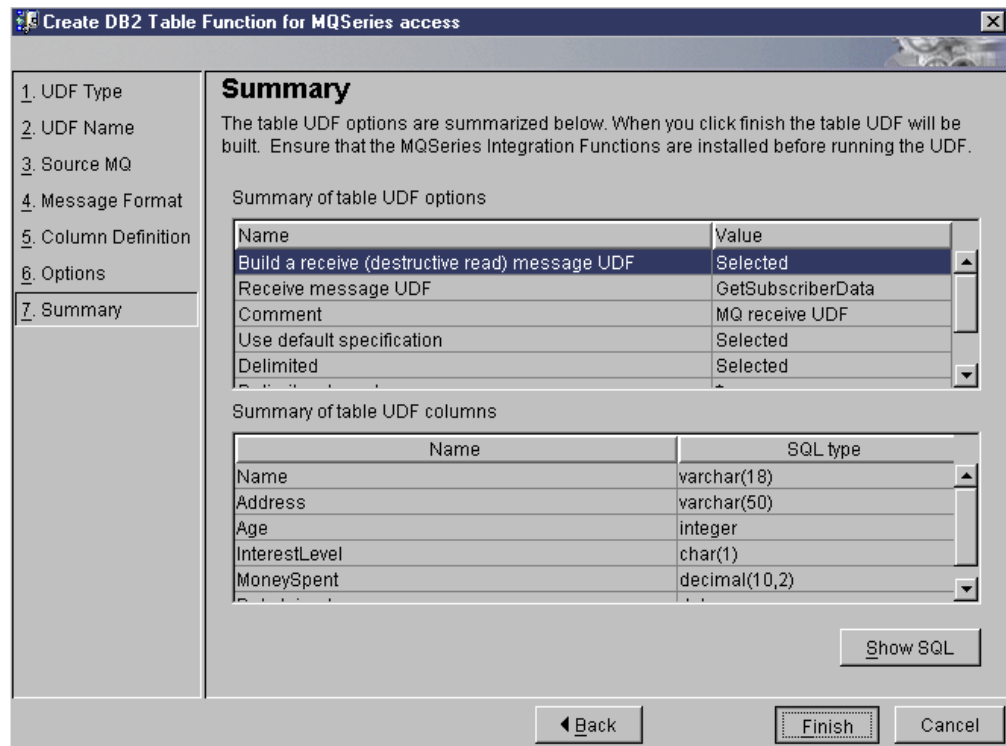 Create DB2 Table Function for MQSeries access
1. UDF Type
2. UDF Name
3. Source MQ
4. Message Format
5. Column Definition
6. Options
7. Summary
Summary
The table UDF options are summarized below. When you click finish the table UDF will be
built. Ensure that the MQSeries Integration Functions are installed before running the UDF.
Summary of table UDF options
Name Value
Build a receive (destructive read) message UDF Selected
Receive message UDF GetSubscriberData
Comment MQ receive UDF
Use default specification Selected
Delimited Selected
Summary of table UDF columns
Name SQL type
Name varchar(18)
Address varchar(50)
Age integer
InterestLevel char(1)
MoneySpent decimal(10,2)
Show SQL
Back Finish Cancel